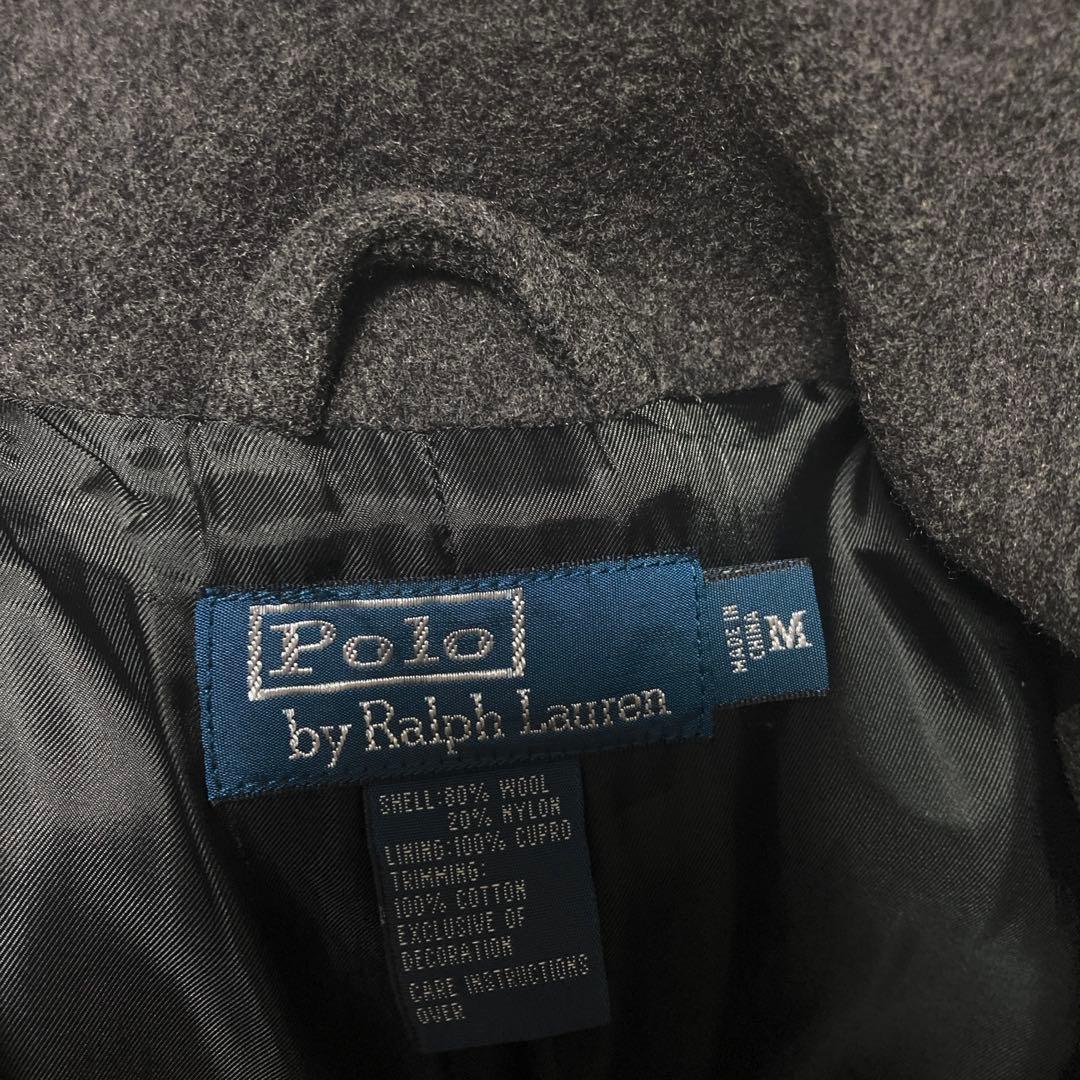 Polo
by Ralph Lauren
MADE IN
CHINA
M
SHELL:80% WOOL
20% NYLON
LINING:100% CUPRO
TRIMMING:
100% COTTON
EXCLUSIVE OF
DECORATION
CARE INSTRUCTIONS
OVER